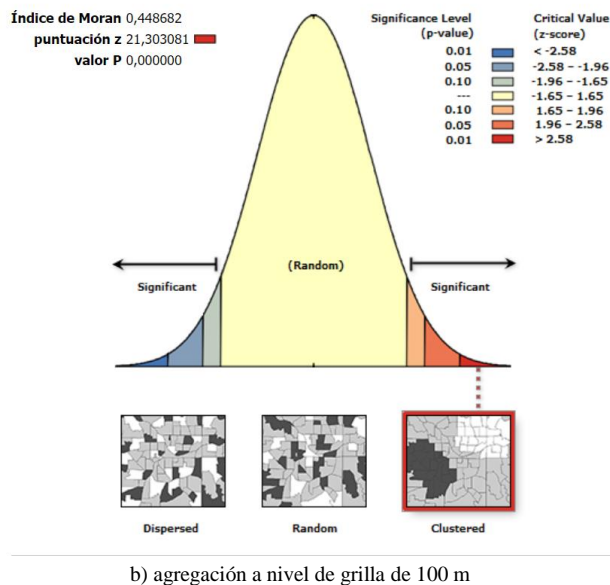 Índice de Moran 0,448682
puntuación z 21,303081
valor P 0,000000
Significance Level Critical Value
(p-value) (z-score)
0.01 < -2.58
0.05 -2.58 – -1.96
0.10 -1.96 – -1.65
--- -1.65 – 1.65
0.10 1.65 – 1.96
0.05 1.96 – 2.58
0.01 > 2.58
(Random)
Significant Significant
Dispersed Random Clustered
b) agregación a nivel de grilla de 100 m